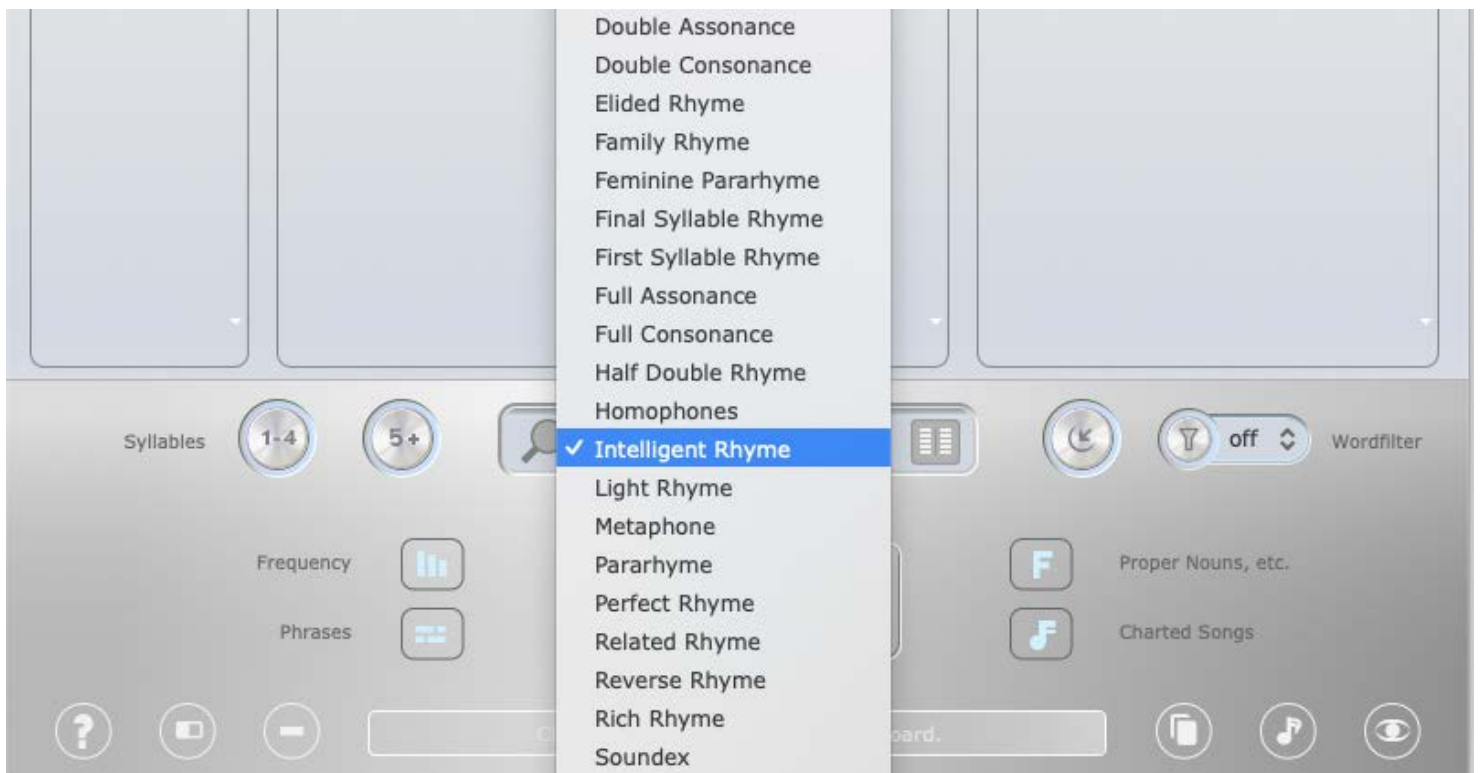 Double Assonance
Double Consonance
Elided Rhyme
Family Rhyme
Feminine Pararhyme
Final Syllable Rhyme
First Syllable Rhyme
Full Assonance
Full Consonance
Half Double Rhyme
Homophones
✓ Intelligent Rhyme
Light Rhyme
Metaphone
Pararhyme
Perfect Rhyme
Related Rhyme
Reverse Rhyme
Rich Rhyme
Soundex
Syllables 1-4 5+
off Wordfilter
Frequency
F Proper Nouns, etc.
Phrases
Charted Songs
?